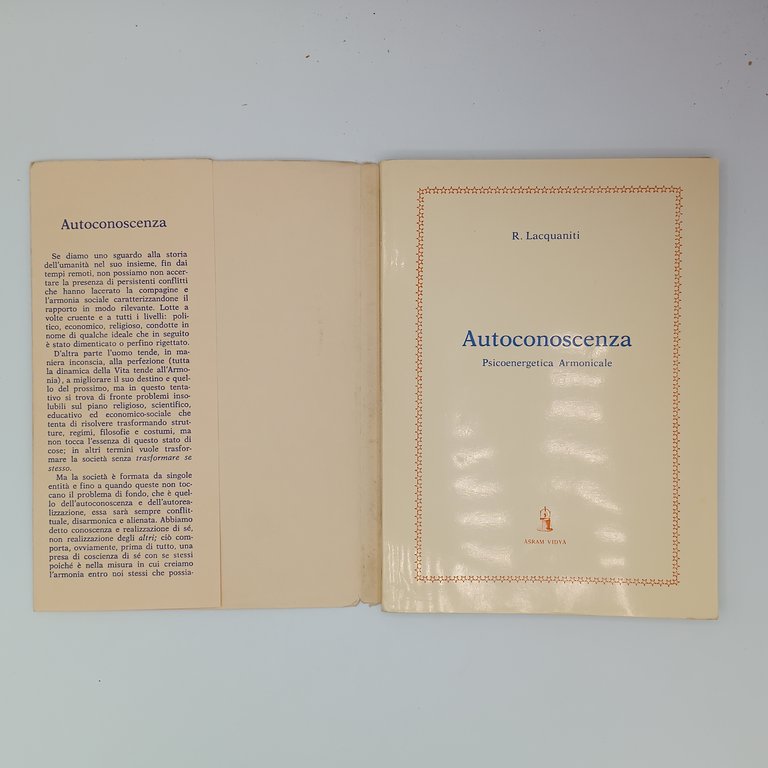 Autoconoscenza
Se diamo uno sguardo alla storia
dell'umanità nel suo insieme, fin dai
tempi remoti, non possiamo non accer-
tare la presenza di persistenti conflitti
che hanno lacerato la compagine e
l'armonia sociale caratterizzandone il
rapporto in modo rilevante. Lotte a
volte cruente e a tutti i livelli: poli-
tico, economico, religioso, condotte in
nome di qualche ideale che in seguito
è stato dimenticato o perfino rigettato.
D'altra parte l'uomo tende, in ma-
niera inconscia, alla perfezione (tutta
la dinamica della Vita tende all'Armo-
nia), a migliorare il suo destino e quel-
lo del prossimo, ma in questo tenta-
tivo si trova di fronte problemi inso-
lubili sul piano religioso, scientifico,
educativo ed economico-sociale che
tenta di risolvere trasformando strut-
ture, regimi, filosofie e costumi, ma
non tocca l'essenza di questo stato di
cose; in altri termini vuole trasfor-
mare la società senza trasformare se
stesso.
Ma la società è formata da singole
entità e fino a quando queste non toc-
cano il problema di fondo, che è quel-
lo dell'autoconoscenza e dell'autorea-
lizzazione, essa sarà sempre conflit-
tuale, disarmonica e alienata. Abbiamo
detto conoscenza e realizzazione di sé,
non realizzazione degli altri; ciò com-
porta, ovviamente, prima di tutto, una
presa di coscienza di sé con se stessi
poiché è nella misura in cui creiamo
l'armonia entro noi stessi che possia-
R. Lacquaniti
Autoconoscenza
Psicoenergetica Armonicale
ĀŚRAM VIDYĀ